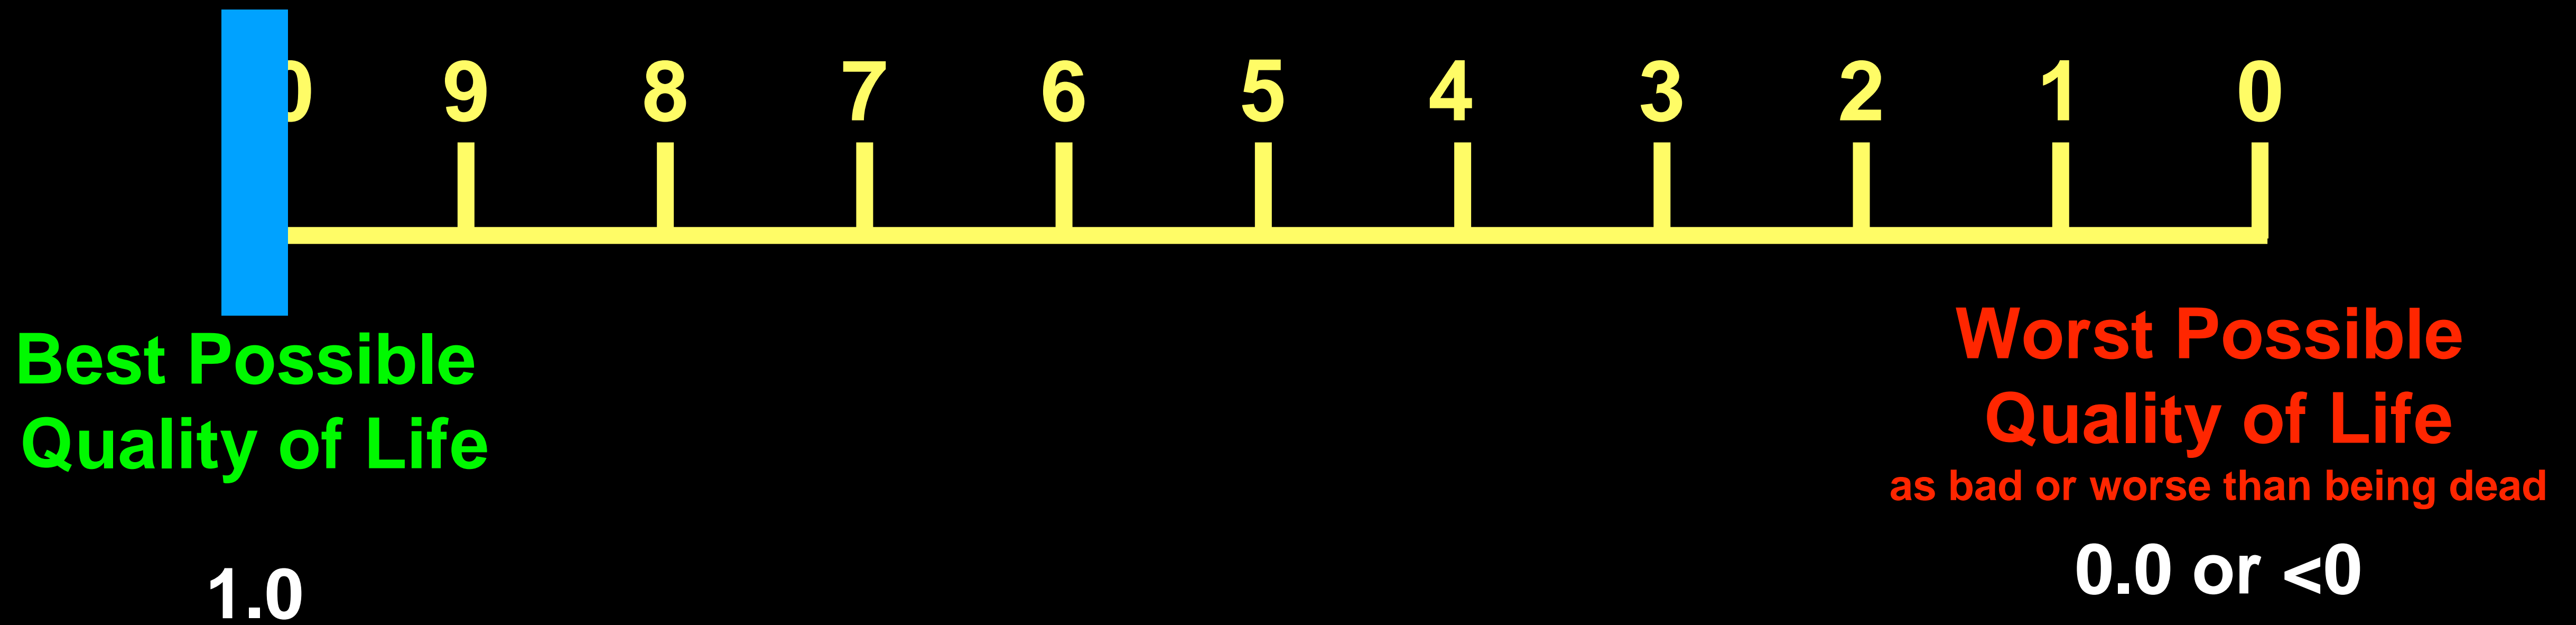 0 9 8 7 6 5 4 3 2 1 0
Best Possible
Quality of Life
1.0
Worst Possible
Quality of Life
as bad or worse than being dead
0.0 or <0